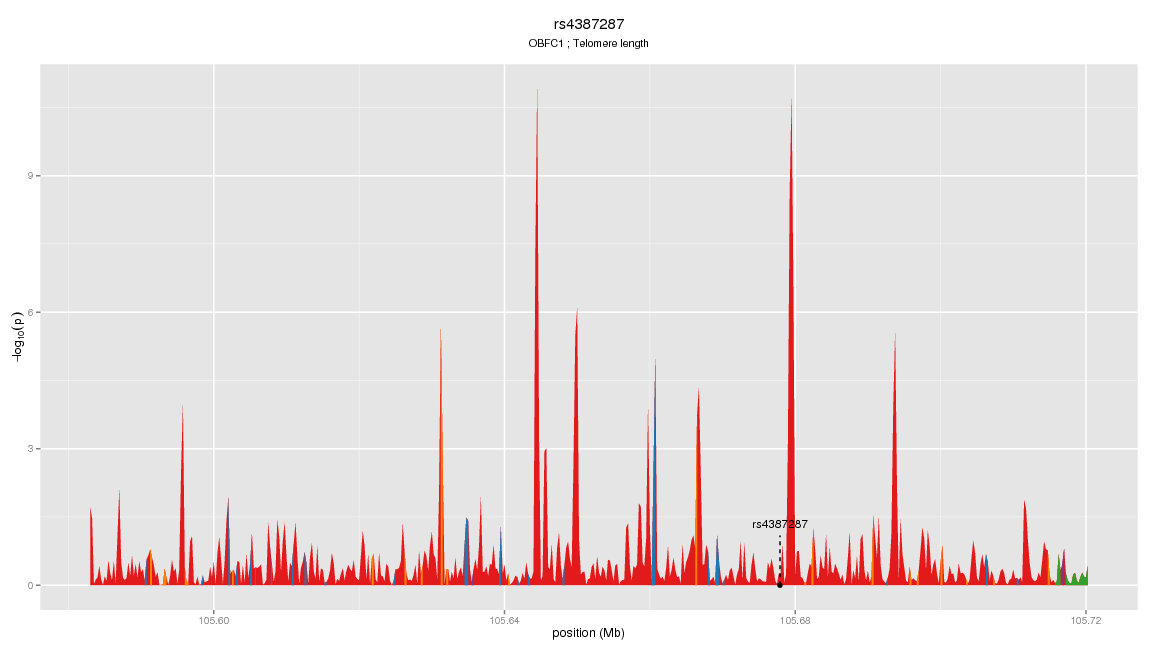 rs4387287
OBFC1 ; Telomere length
9
6
3
0
−log10(p)
rs4387287
105.60
105.64
105.68
105.72
position (Mb)